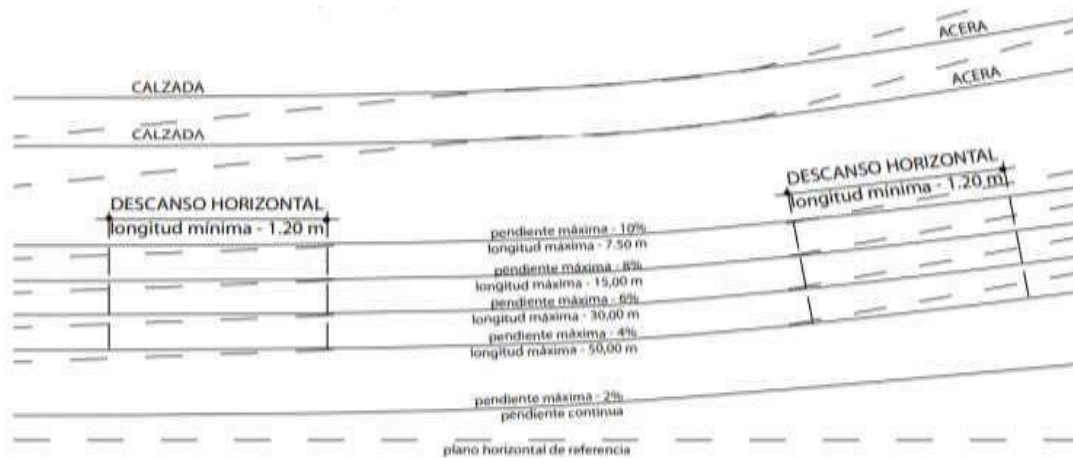 ACERA
CALZADA
ACERA
CALZADA
DESCANSO HORIZONTAL
longitud mínima - 1.20 m
DESCANSO HORIZONTAL
longitud mínima - 1.20 m
pendiente máxima - 10%
longitud máxima - 7.50 m
pendiente máxima - 8%
longitud máxima - 15,00 m
pendiente máxima - 6%
longitud máxima - 30,00 m
pendiente máxima - 4%
longitud máxima - 50,00 m
pendiente máxima - 2%
pendiente continua
plano horizontal de referencia